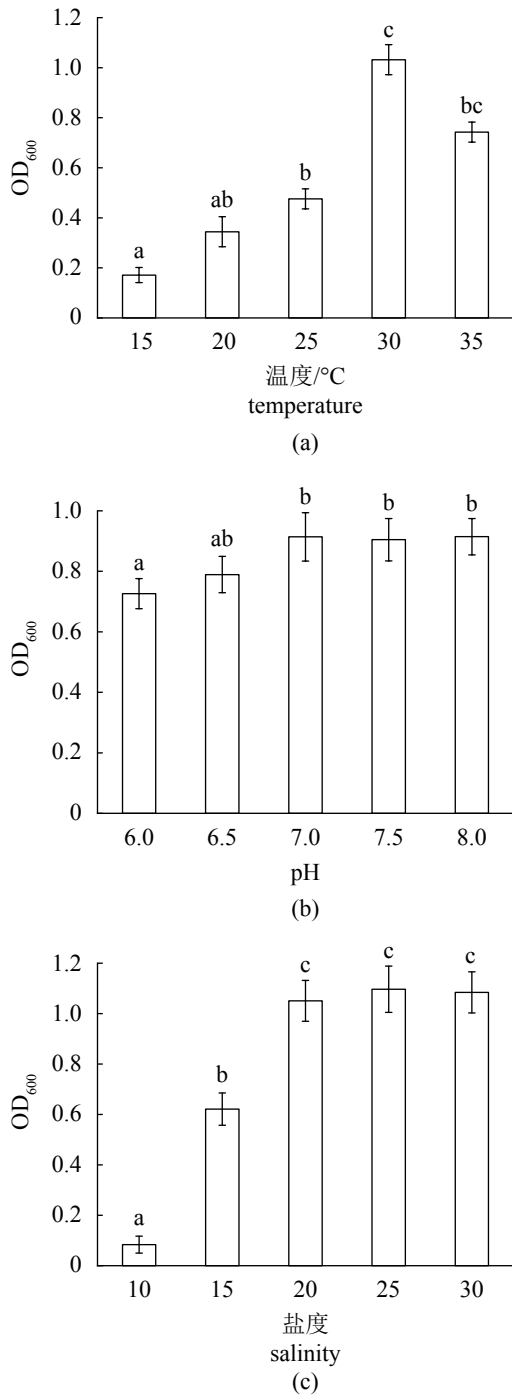 1.2
1.0
0.8
0.6
0.4
0.2
0
OD₆₀₀
a
ab
b
c
bc
15 20 25 30 35
温度/°C
temperature
(a)
1.0
0.8
0.6
0.4
0.2
0
OD₆₀₀
a
ab
b
b
b
6.0 6.5 7.0 7.5 8.0
pH
(b)
1.2
1.0
0.8
0.6
0.4
0.2
0
OD₆₀₀
a
b
c
c
c
10 15 20 25 30
盐度
salinity
(c)